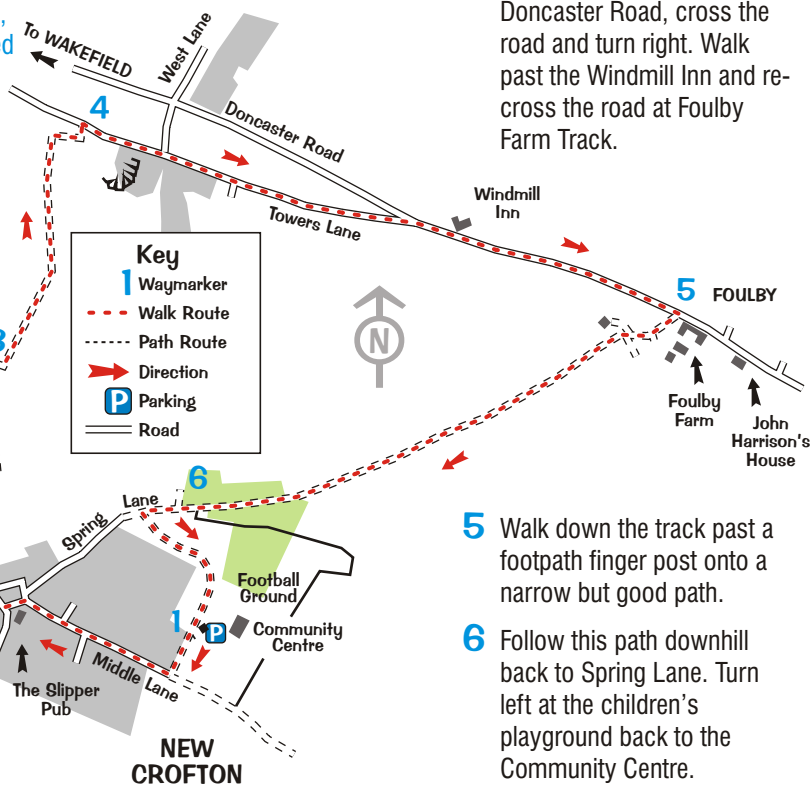 ,
ed
To WAKEFIELD
West Lane
4
Doncaster Road
Towers Lane
Doncaster Road, cross the
road and turn right. Walk
past the Windmill Inn and re-
cross the road at Foulby
Farm Track.
Windmill
Inn
Key
1 Waymarker
Walk Route
Path Route
Direction
P Parking
Road
N
3
5 FOULBY
Foulby
Farm
John
Harrison's
House
6
Spring Lane
Football
Ground
1
P
Community
Centre
Middle Lane
The Slipper
Pub
NEW
CROFTON
5 Walk down the track past a
footpath finger post onto a
narrow but good path.
6 Follow this path downhill
back to Spring Lane. Turn
left at the children's
playground back to the
Community Centre.